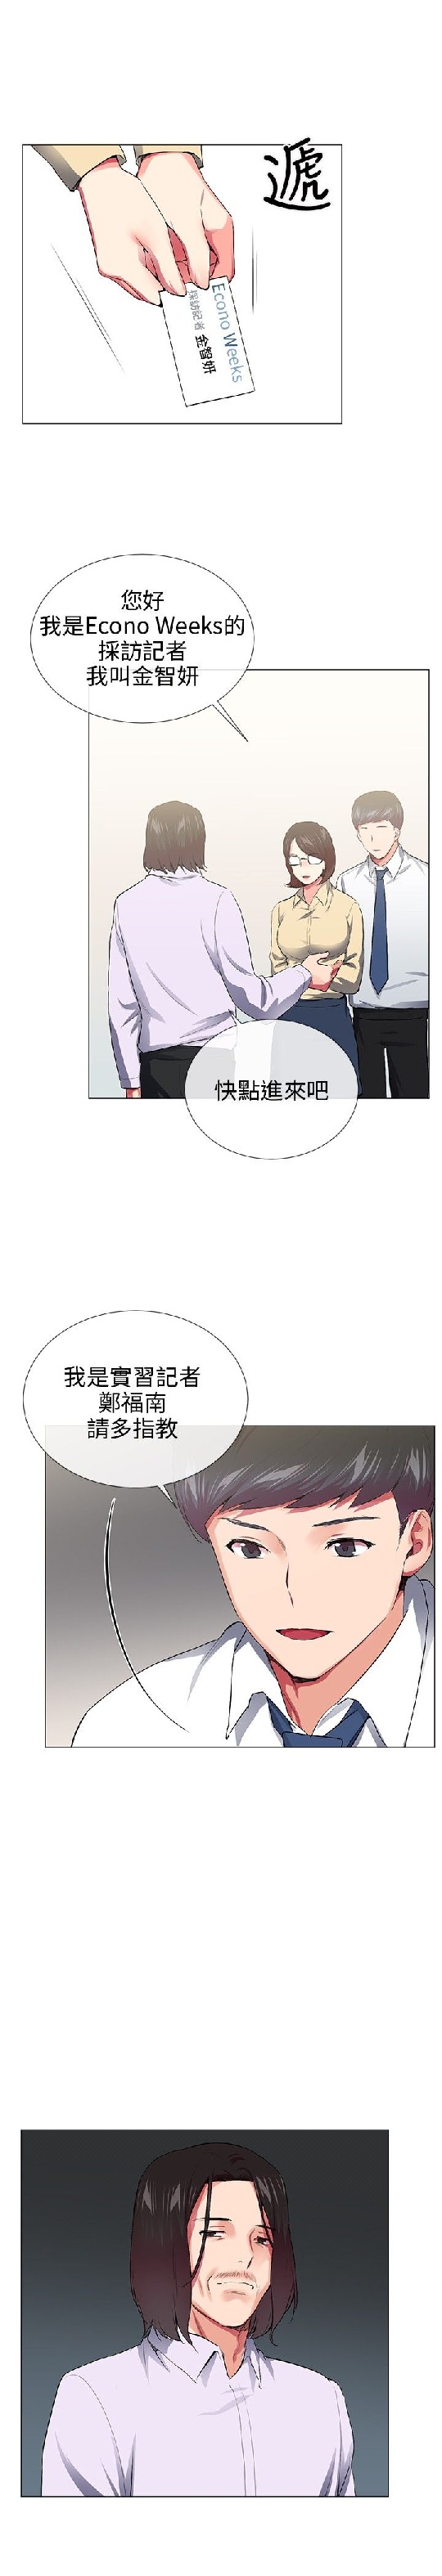 遞
Econo Weeks
採訪記者 金智妍
您好
我是Econo Weeks的
採訪記者
我叫金智妍
快點進來吧
我是實習記者
鄭福南
請多指教